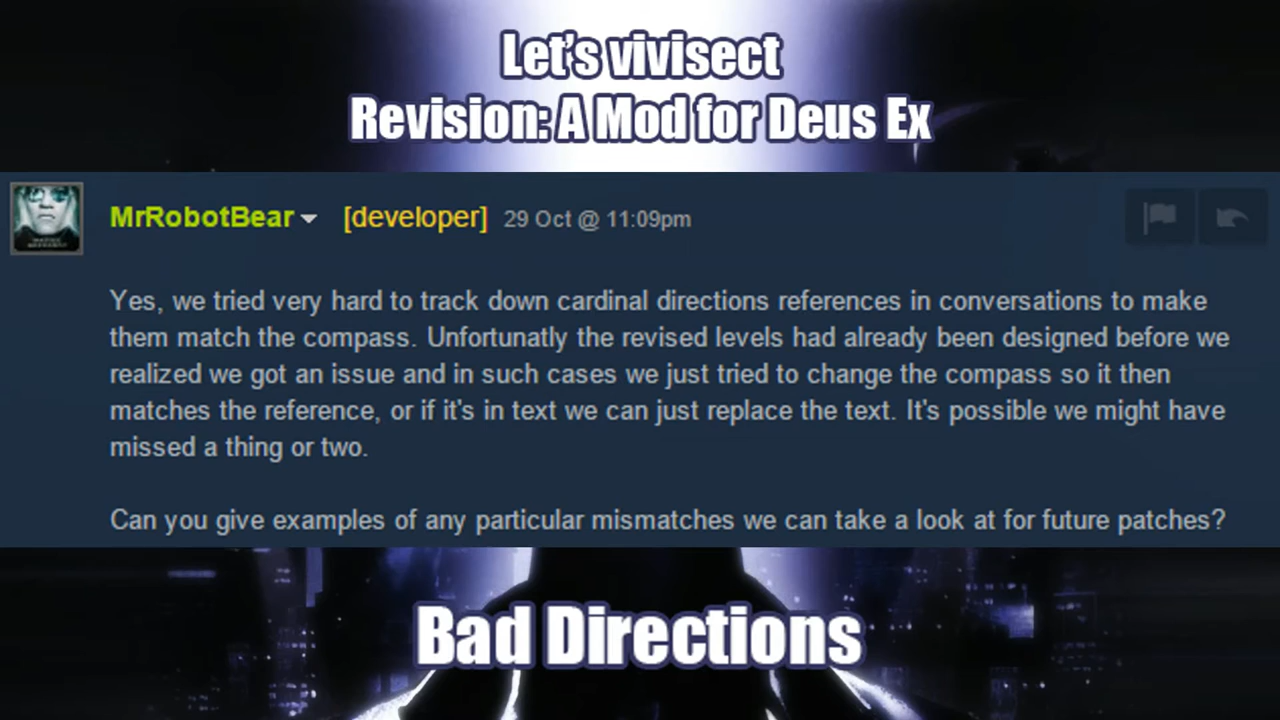 Let's vivisect
Revision: A Mod for Deus Ex
MrRobotBear [developer] 29 Oct @ 11:09pm
Yes, we tried very hard to track down cardinal directions references in conversations to make
them match the compass. Unfortunatly the revised levels had already been designed before we
realized we got an issue and in such cases we just tried to change the compass so it then
matches the reference, or if it's in text we can just replace the text. It's possible we might have
missed a thing or two.
Can you give examples of any particular mismatches we can take a look at for future patches?
Bad Directions